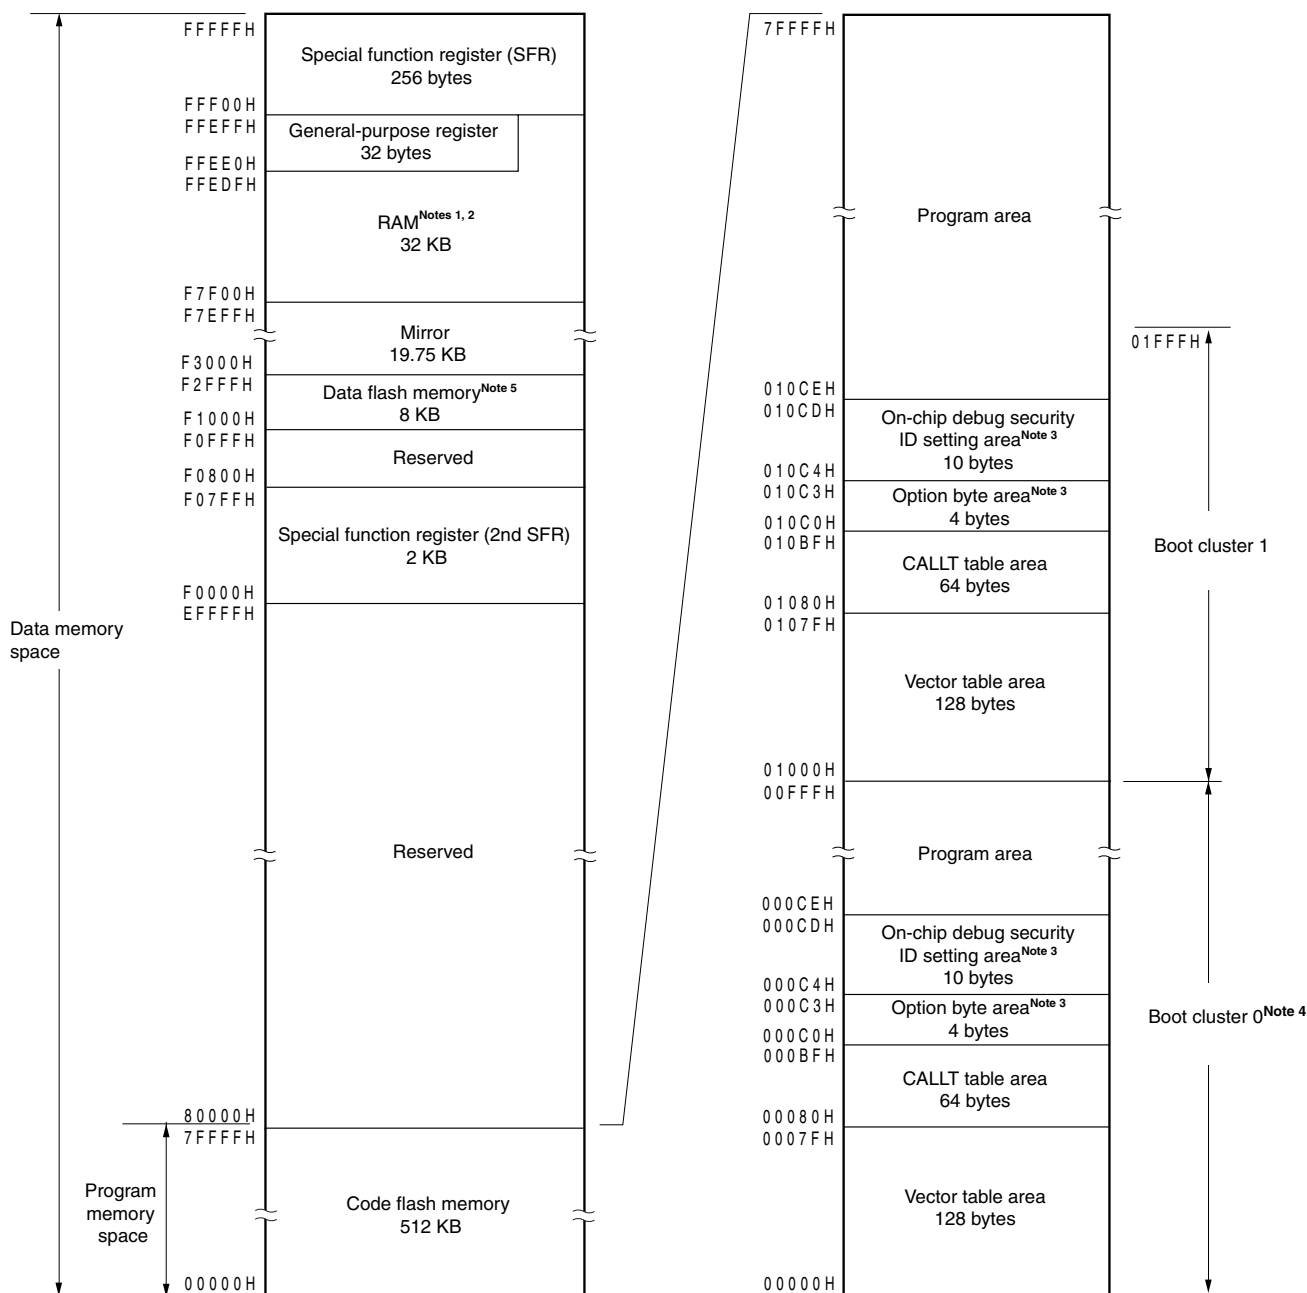 FFFFFH
Special function register (SFR)
256 bytes
FFF00H
FFEFFH
General-purpose register
32 bytes
FFEE0H
FFEDFH
RAMNotes 1, 2
32 KB
F7F00H
F7EFFH
Mirror
19.75 KB
F3000H
F2FFFH
Data flash memoryNote 5
8 KB
F1000H
F0FFFH
Reserved
F0800H
F07FFH
Special function register (2nd SFR)
2 KB
F0000H
EFFFFH
Data memory
space
Reserved
80000H
7FFFFH
Program
memory
space
Code flash memory
512 KB
00000H
7FFFFH
Program area
01FFFH
010CEH
010CDH
On-chip debug security
ID setting areaNote 3
10 bytes
010C4H
010C3H
Option byte areaNote 3
4 bytes
010C0H
010BFH
CALLT table area
64 bytes
Boot cluster 1
01080H
0107FH
Vector table area
128 bytes
01000H
00FFFH
Program area
000CEH
000CDH
On-chip debug security
ID setting areaNote 3
10 bytes
000C4H
000C3H
Option byte areaNote 3
4 bytes
Boot cluster 0Note 4
000C0H
000BFH
CALLT table area
64 bytes
00080H
0007FH
Vector table area
128 bytes
00000H